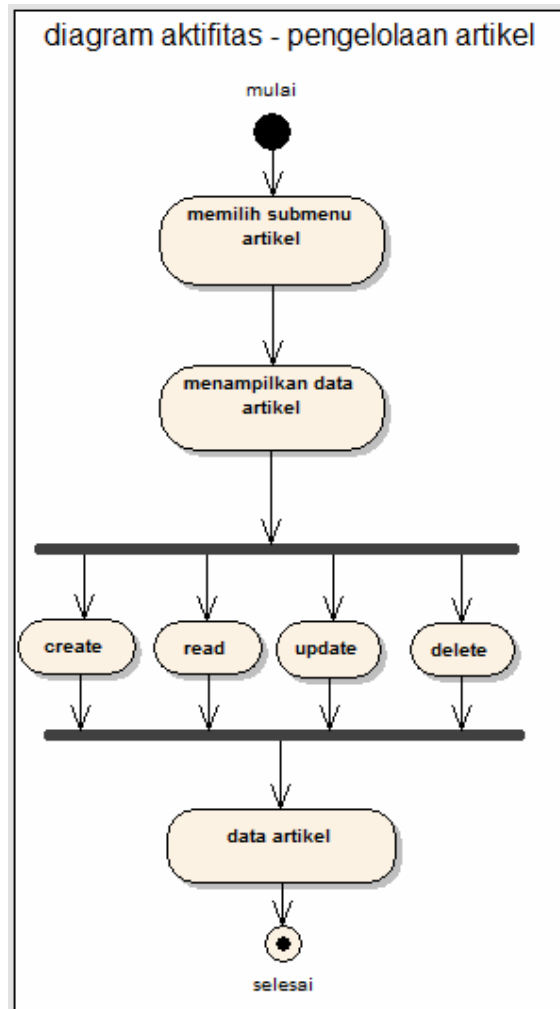 diagram aktifitas - pengelolaan artikel
mulai
memilih submenu
artikel
menampilkan data
artikel
create
read
update
delete
data artikel
selesai